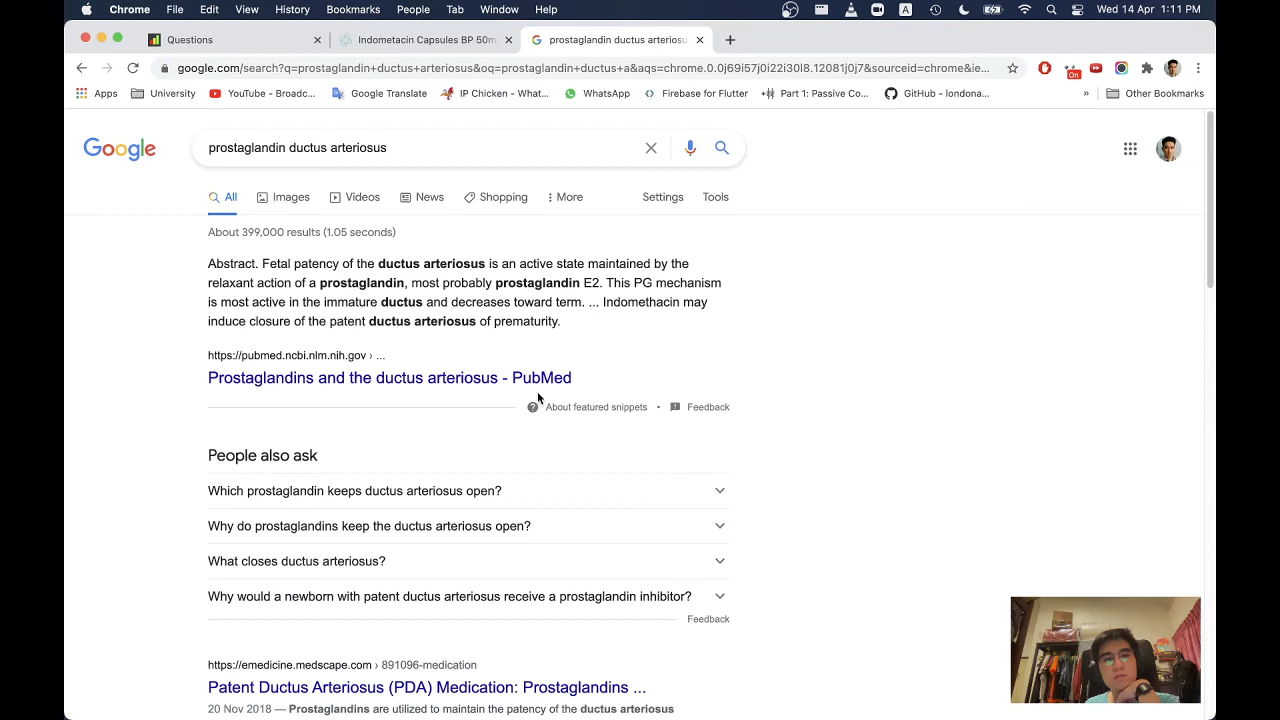 Chrome File Edit View History Bookmarks People Tab Window Help
A Wed 14 Apr 1:11 PM
Questions
Indometacin Capsules BP 50m
prostaglandin ductus arteriosu
google.com/search?q=prostaglandin+ductus+arteriosus&oq=prostaglandin+ductus+a&aqs=chrome.0.0j69i57j0i22i30l8.12081j0j7&sourceid=chrome&ie...
On
Apps University YouTube - Broadc... Google Translate IP Chicken - What... WhatsApp Firebase for Flutter Part 1: Passive Co... GitHub - londona... » Other Bookmarks
Google
prostaglandin ductus arteriosus
All Images Videos News Shopping More Settings Tools
About 399,000 results (1.05 seconds)
Abstract. Fetal patency of the ductus arteriosus is an active state maintained by the
relaxant action of a prostaglandin, most probably prostaglandin E2. This PG mechanism
is most active in the immature ductus and decreases toward term. ... Indomethacin may
induce closure of the patent ductus arteriosus of prematurity.
https://pubmed.ncbi.nlm.nih.gov › ...
Prostaglandins and the ductus arteriosus - PubMed
About featured snippets • Feedback
People also ask
Which prostaglandin keeps ductus arteriosus open?
Why do prostaglandins keep the ductus arteriosus open?
What closes ductus arteriosus?
Why would a newborn with patent ductus arteriosus receive a prostaglandin inhibitor?
Feedback
https://emedicine.medscape.com › 891096-medication
Patent Ductus Arteriosus (PDA) Medication: Prostaglandins ...
20 Nov 2018 — Prostaglandins are utilized to maintain the patency of the ductus arteriosus